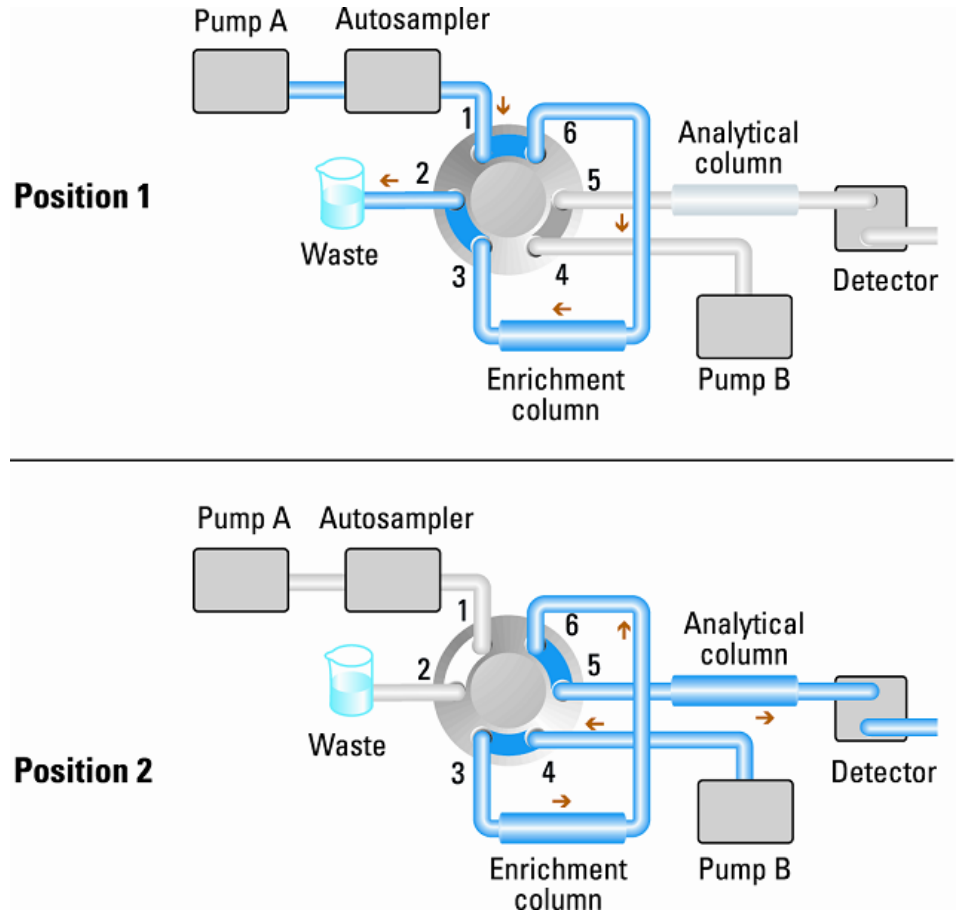 Pump A
Autosampler
1
6
Analytical
column
2
5
Position 1
Waste
3
4
Detector
Enrichment
column
Pump B
Pump A
Autosampler
1
6
Analytical
column
2
5
Waste
Position 2
3
4
Detector
Enrichment
column
Pump B